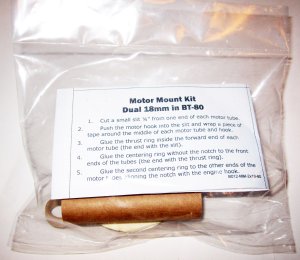 Motor Mount Kit
Dual 18mm in BT-80
1. Cut a small slit ¼" from one end of each motor tube.
2. Push the motor hook into the slit and wrap a piece of
tape around the middle of each motor tube and hook.
3. Glue the thrust ring inside the forward end of each
motor tube (the end with the slit).
4. Glue the centering ring without the notch to the front
ends of the tubes (the end with the thrust ring).
5. Glue the second centering ring to the other ends of the
motor tubes, lining the notch with the engine hook.